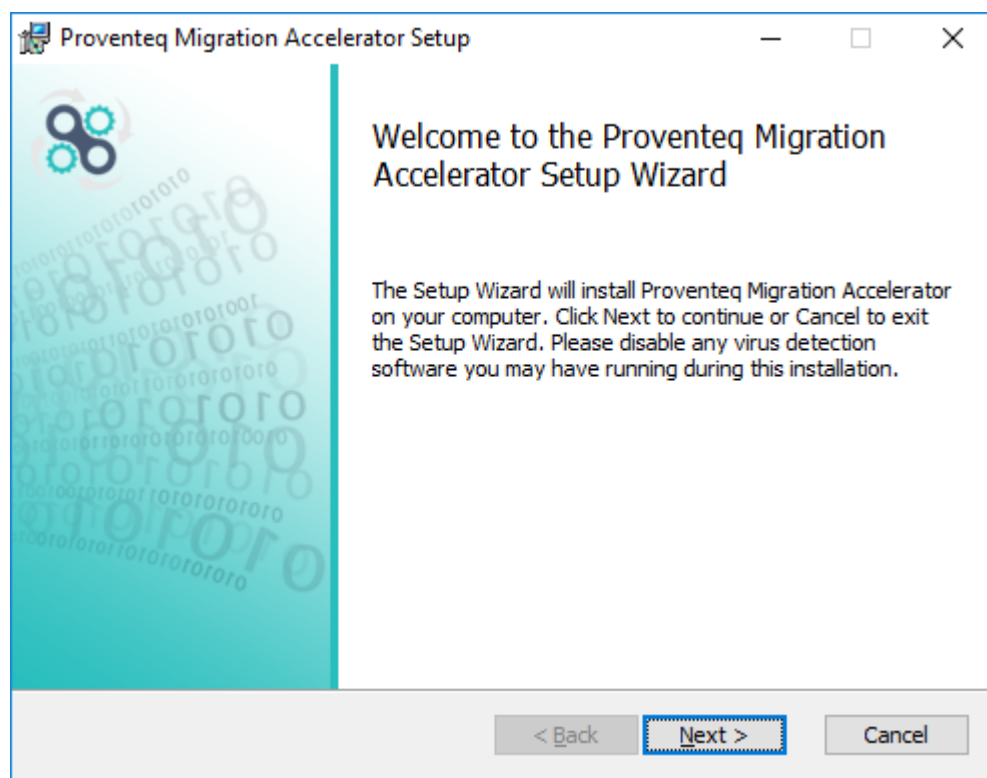 Proventeq Migration Accelerator Setup
Welcome to the Proventeq Migration
Accelerator Setup Wizard
The Setup Wizard will install Proventeq Migration Accelerator
on your computer. Click Next to continue or Cancel to exit
the Setup Wizard. Please disable any virus detection
software you may have running during this installation.
< Back Next > Cancel